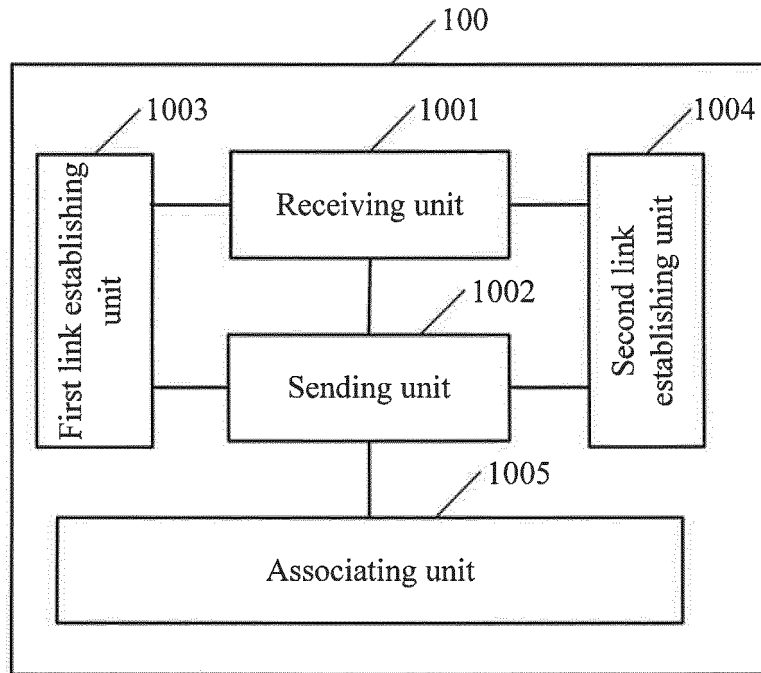 100
1003
1001
1004
First link establishing
unit
Receiving unit
Second link
establishing unit
1002
Sending unit
1005
Associating unit